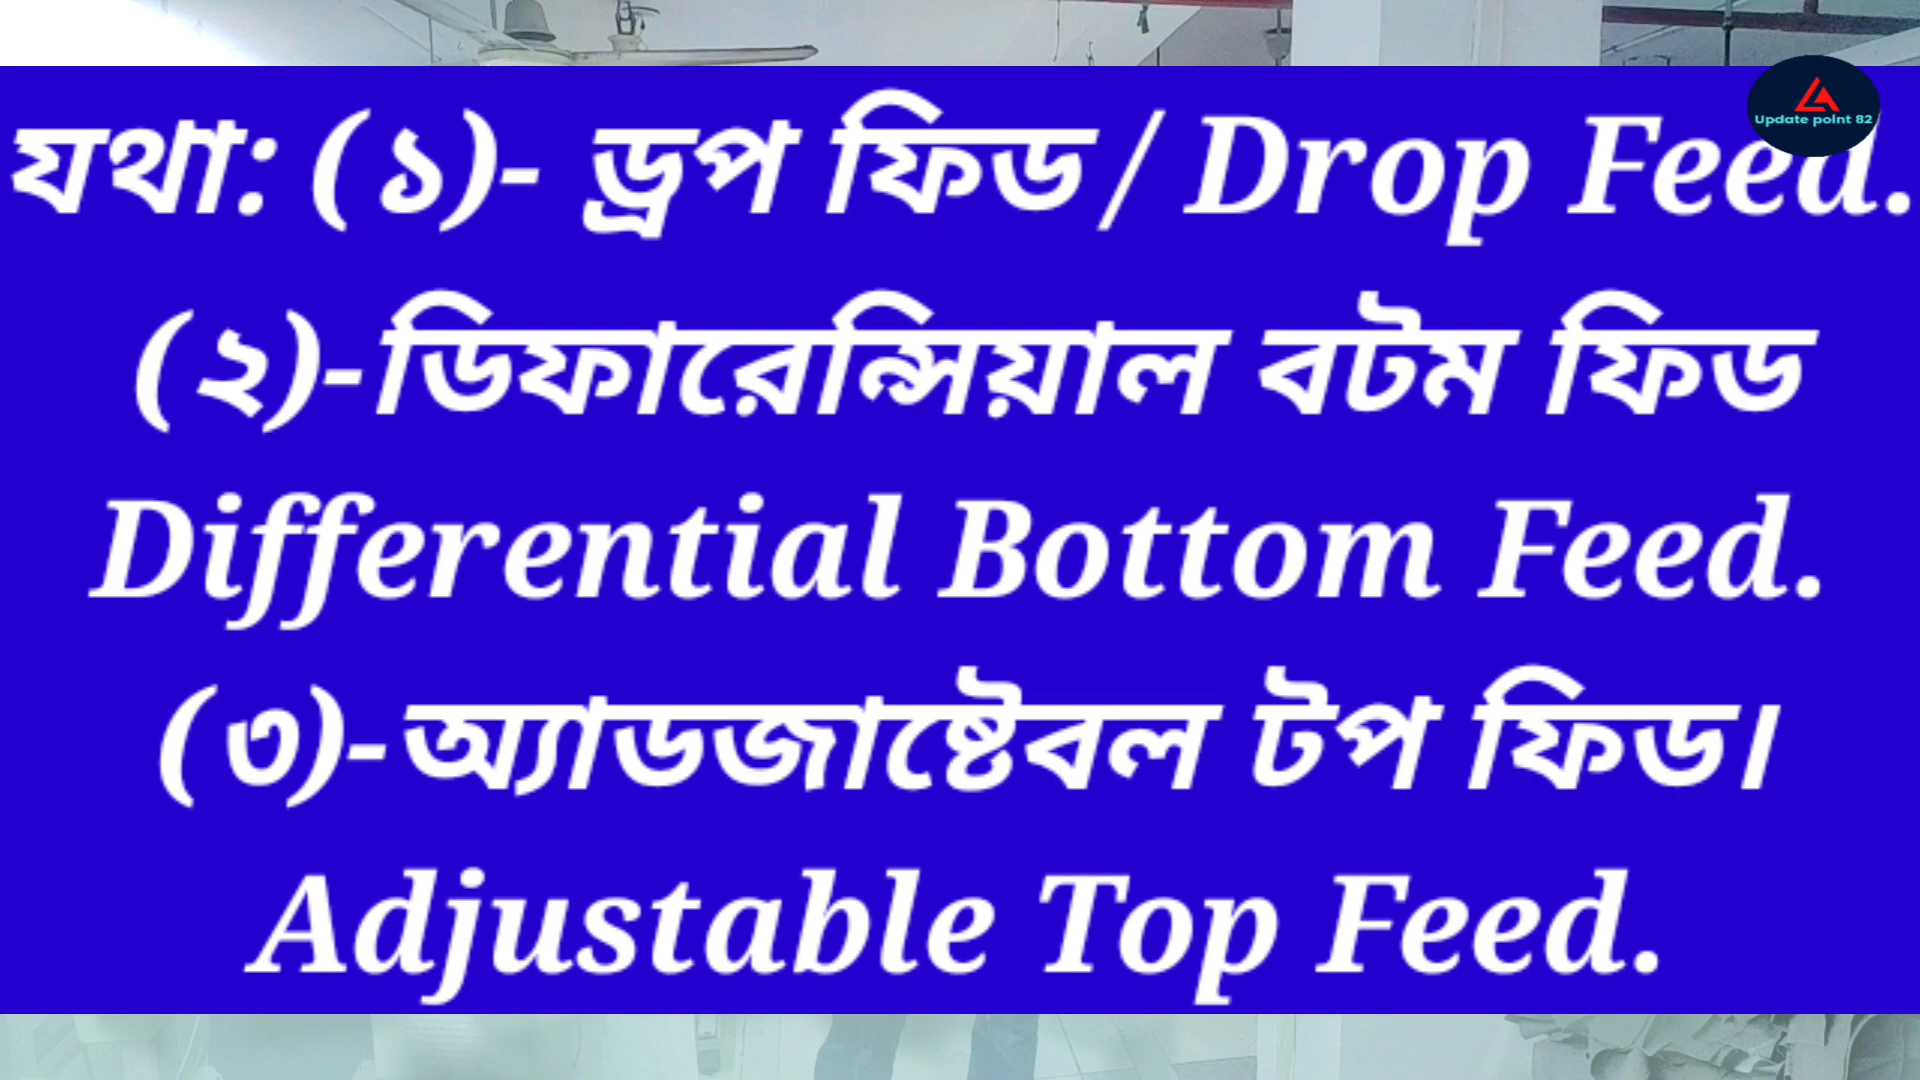 যথা: (১)- ড্রপ ফিড / Drop Feed.
Update point 82
(২)-ডিফারেন্সিয়াল বটম ফিড
Differential Bottom Feed.
(৩)-অ্যাডজাষ্টেবল টপ ফিড।
Adjustable Top Feed.